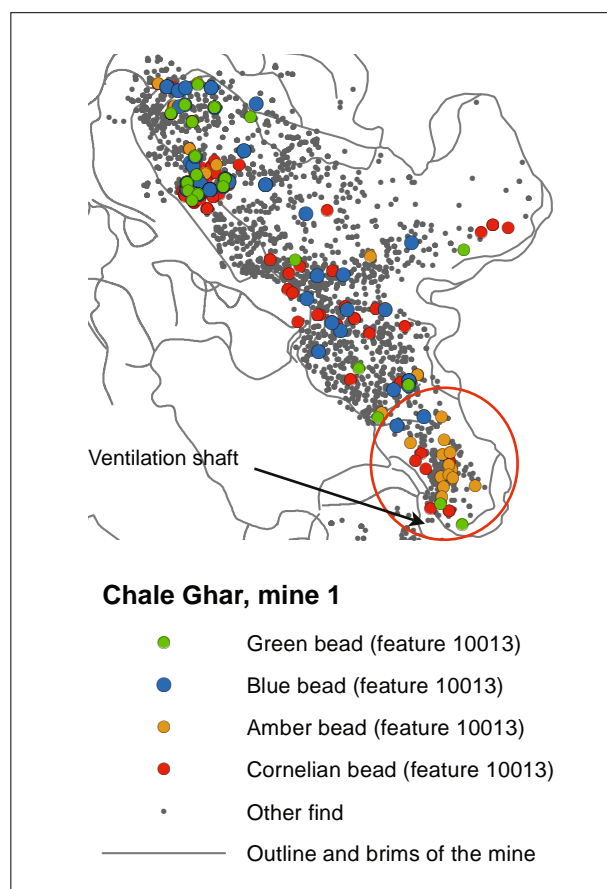 Ventilation shaft
Chale Ghar, mine 1
Green bead (feature 10013)
Blue bead (feature 10013)
Amber bead (feature 10013)
Cornelian bead (feature 10013)
Other find
Outline and brims of the mine